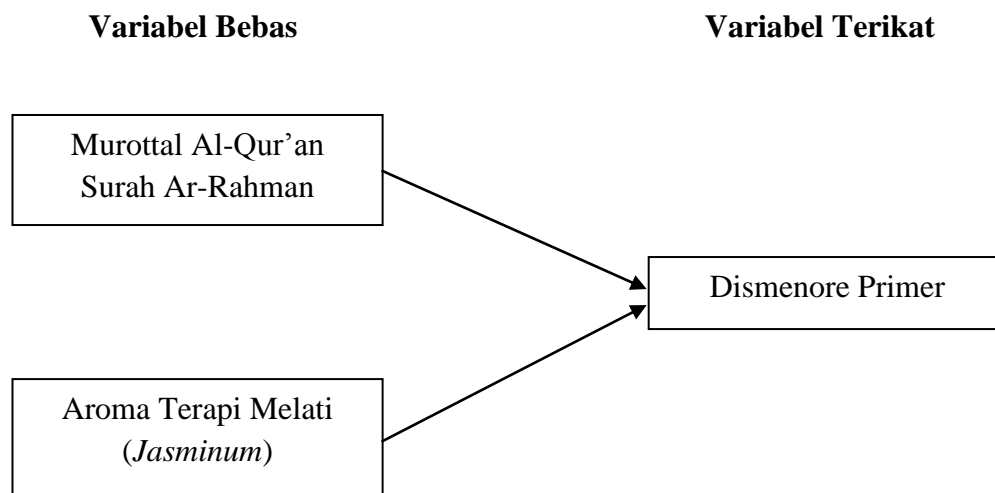 Variabel Bebas
Variabel Terikat
Murottal Al-Qur’an
Surah Ar-Rahman
Dismenore Primer
Aroma Terapi Melati
(Jasminum)